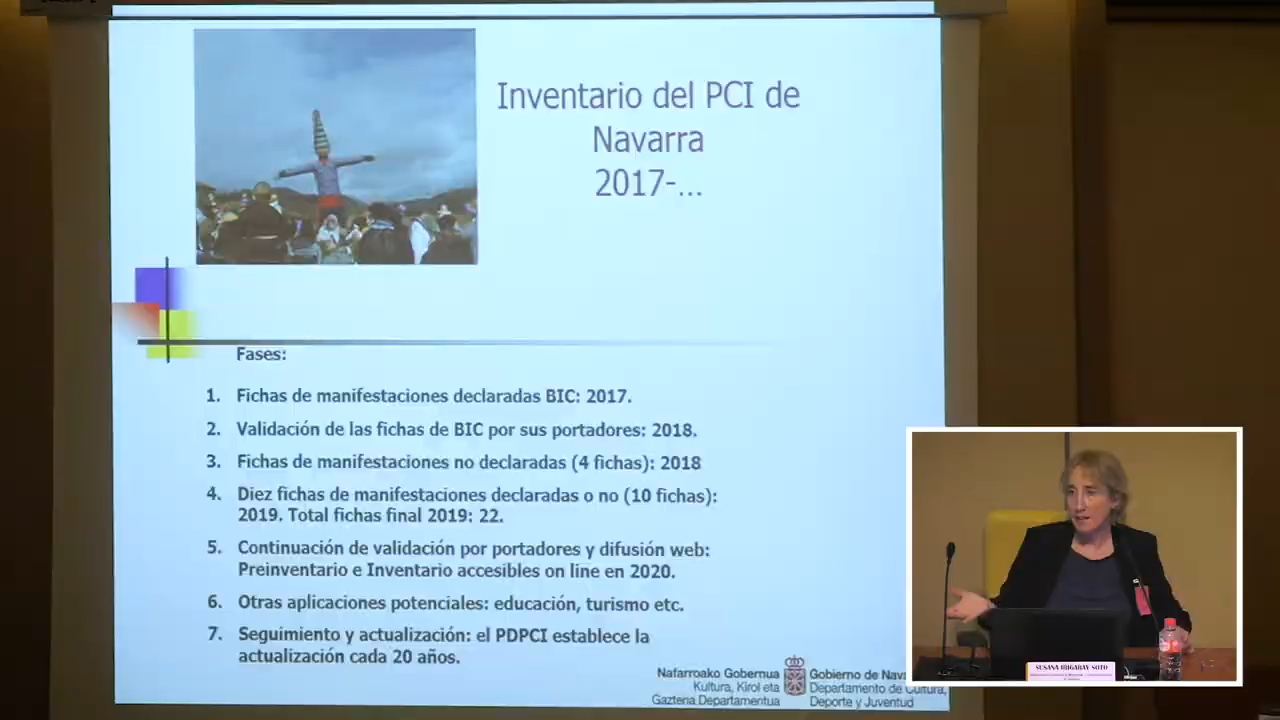 Inventario del PCI de
Navarra
2017-...
Fases:
1. Fichas de manifestaciones declaradas BIC: 2017.
2. Validación de las fichas de BIC por sus portadores: 2018.
3. Fichas de manifestaciones no declaradas (4 fichas): 2018
4. Diez fichas de manifestaciones declaradas o no (10 fichas):
2019. Total fichas final 2019: 22.
5. Continuación de validación por portadores y difusión web:
Preinventario e Inventario accesibles on line en 2020.
6. Otras aplicaciones potenciales: educación, turismo etc.
7. Seguimiento y actualización: el PDPCI establece la
actualización cada 20 años.
Nafarroako Gobernua
Kultura, Kirol eta
Gazteria Departamentua
Gobierno de Nav
Departamento de Cultura,
Deporte y Juventud
SUSANA IRIGARAY SOTO